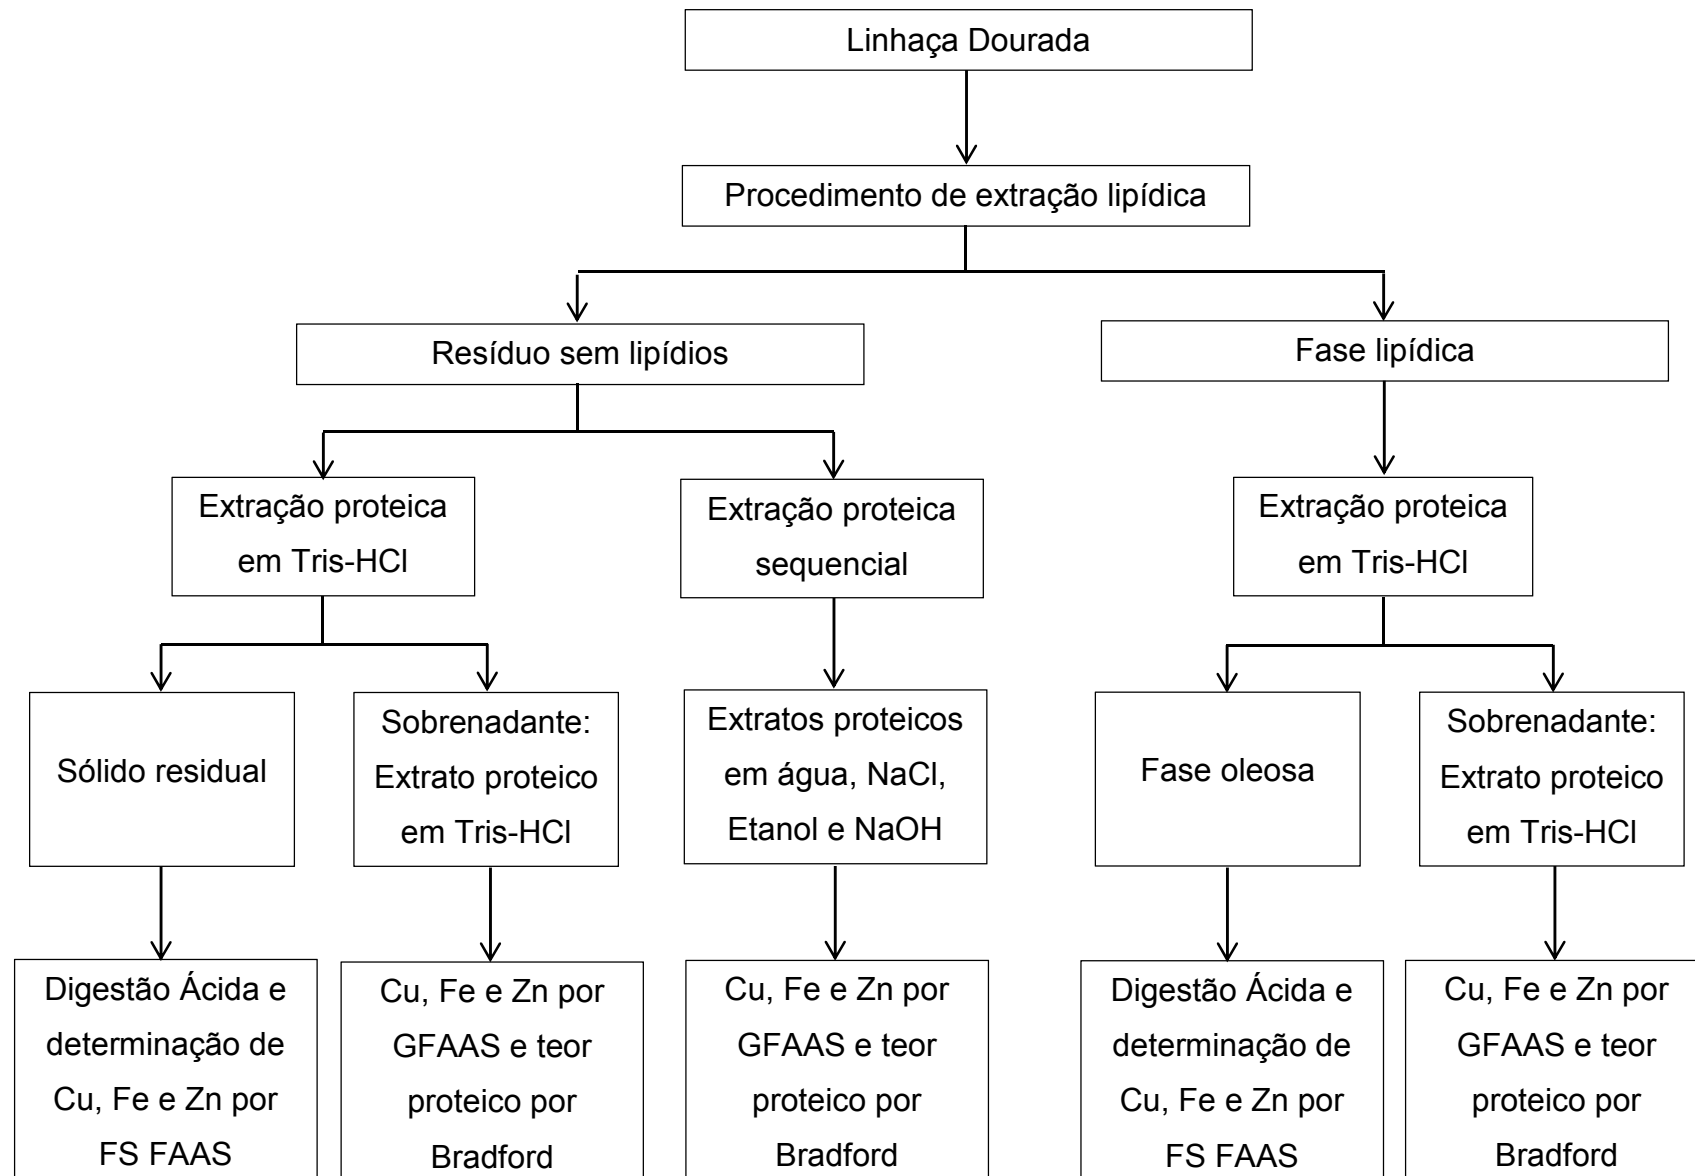 Linhaça Dourada
Procedimento de extração lipídica
Resíduo sem lipídios
Fase lipídica
Extração proteica
em Tris-HCl
Extração proteica
sequencial
Extração proteica
em Tris-HCl
Sólido residual
Sobrenadante:
Extrato proteico
em Tris-HCl
Extratos proteicos
em água, NaCl,
Etanol e NaOH
Fase oleosa
Sobrenadante:
Extrato proteico
em Tris-HCl
Digestão Ácida e
determinação de
Cu, Fe e Zn por
FS FAAS
Cu, Fe e Zn por
GFAAS e teor
proteico por
Bradford
Cu, Fe e Zn por
GFAAS e teor
proteico por
Bradford
Digestão Ácida e
determinação de
Cu, Fe e Zn por
FS FAAS
Cu, Fe e Zn por
GFAAS e teor
proteico por
Bradford